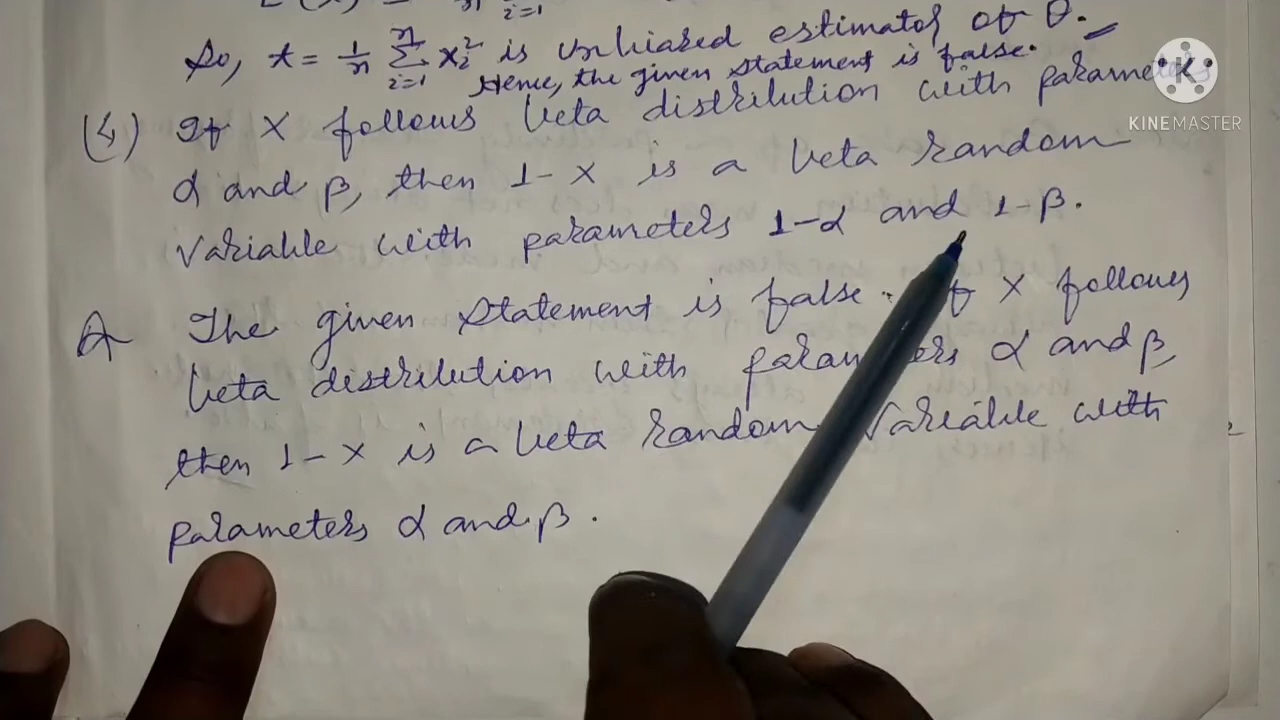 So, t = 1/n Σ i=1 n xi² is unbiased estimator of θ.
Hence, the given statement is false.
(4) If X follows beta distribution with parameters
α and β, then 1-X is a beta random
variable with parameters 1-α and 1-β.
A The given statement is false. If X follows
beta distribution with parameters α and β,
then 1-X is a beta random variable with
parameters α and β.
KINEMASTER